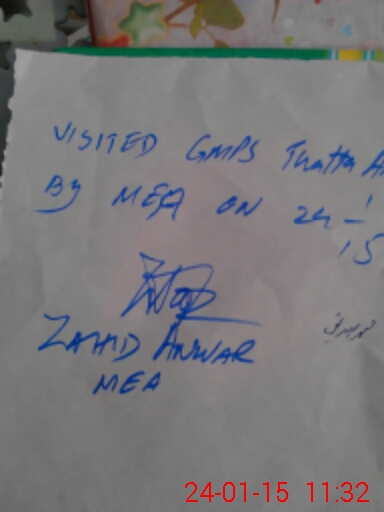 VISITED GMPS Thatta
By MEA ON 24 - 1
15
ZAHID ANWAR
MEA
24-01-15 11:32